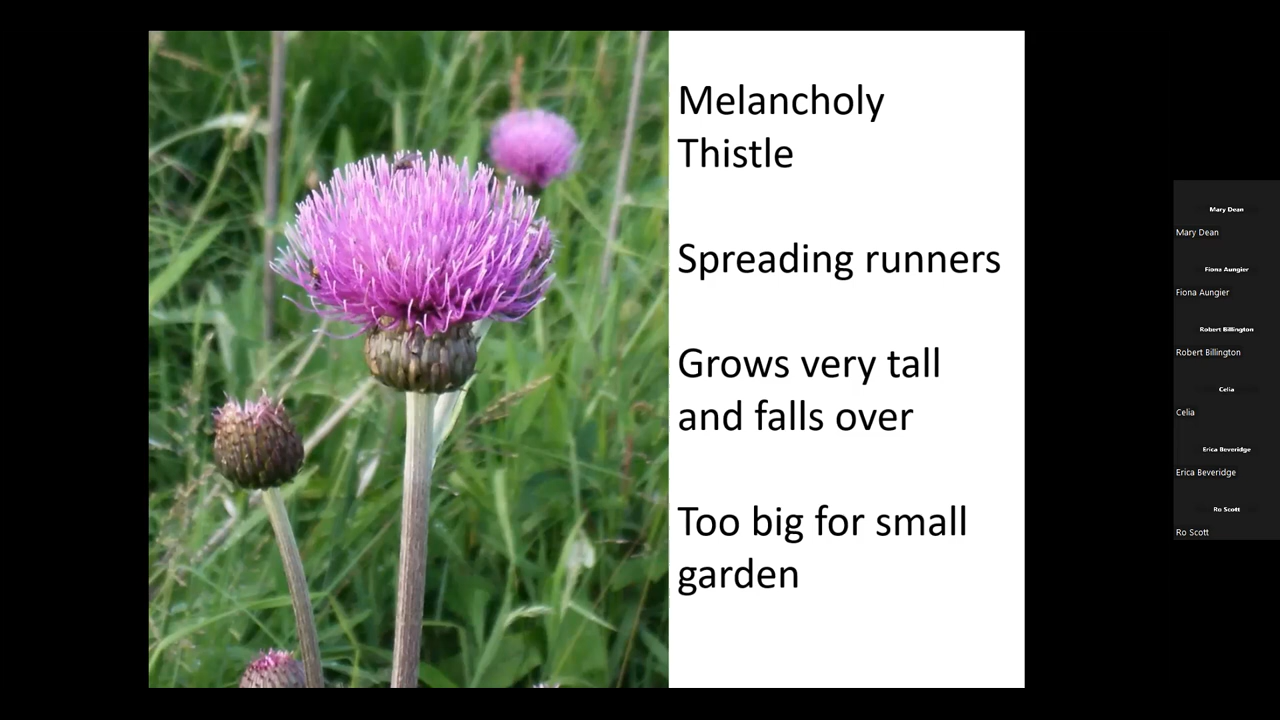 Melancholy
Thistle
Spreading runners
Grows very tall
and falls over
Too big for small
garden
Mary Dean
Mary Dean
Fiona Aungier
Fiona Aungier
Robert Billington
Robert Billington
Celia
Celia
Erica Beveridge
Erica Beveridge
Ro Scott
Ro Scott